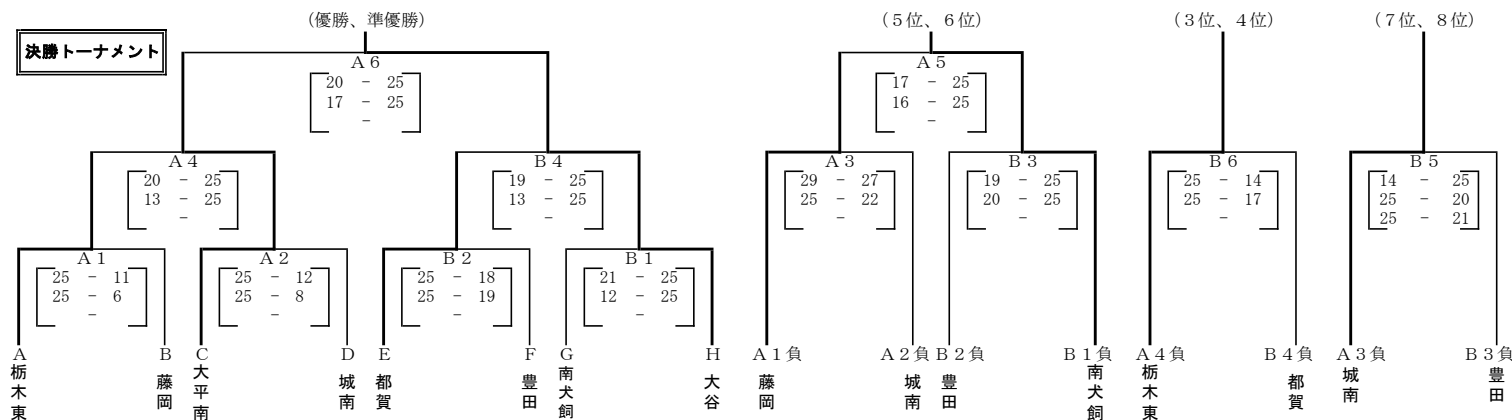 (優勝、準優勝) (5位、6位) (3位、4位) (7位、8位)
決勝トーナメント
A6 A5
20 - 25 17 - 25
17 - 25 16 - 25
- -
A4 B4 A3 B3 B6 B5
20 - 25 19 - 25 29 - 27 19 - 25 25 - 14 14 - 25
13 - 25 13 - 25 25 - 22 20 - 25 25 - 17 25 - 20
- - - - - 25 - 21
A1 A2 B2 B1
25 - 11 25 - 12 25 - 18 21 - 25
25 - 6 25 - 8 25 - 19 12 - 25
- - - -
A B C D E F G H A1負 A2負 B2負 B1負 A4負 B4負 A3負 B3負
栃木東 藤岡 大平南 城南 都賀 豊田 南犬飼 大谷 藤岡 城南 豊田 南犬飼 栃木東 都賀 城南 豊田